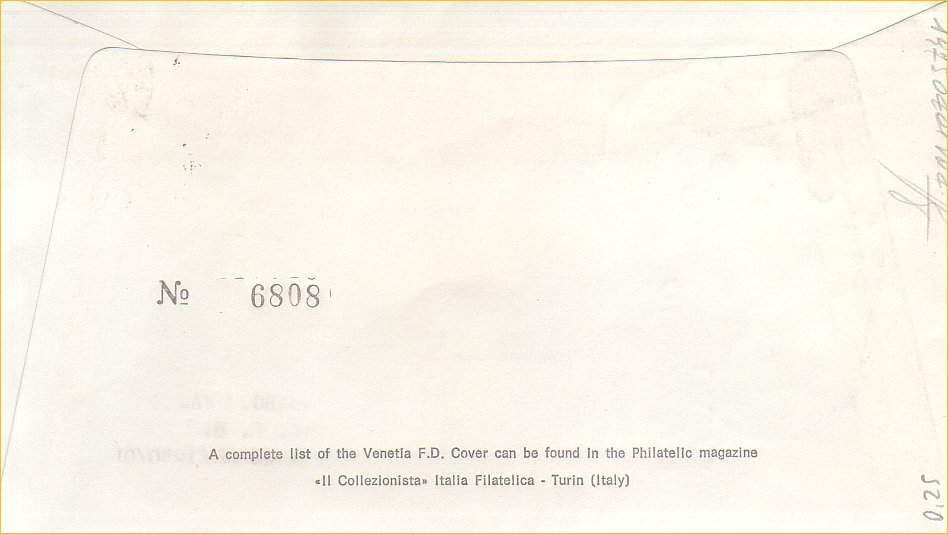 № 6808
A complete list of the Venetia F.D. Cover can be found in the Philatelic magazine
«Il Collezionista» Italia Filatelica - Turin (Italy)
0,25